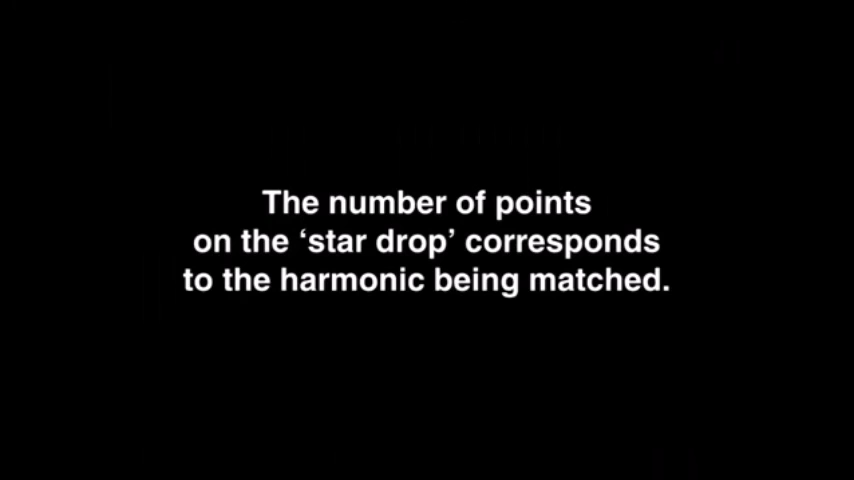 The number of points
on the ‘star drop’ corresponds
to the harmonic being matched.